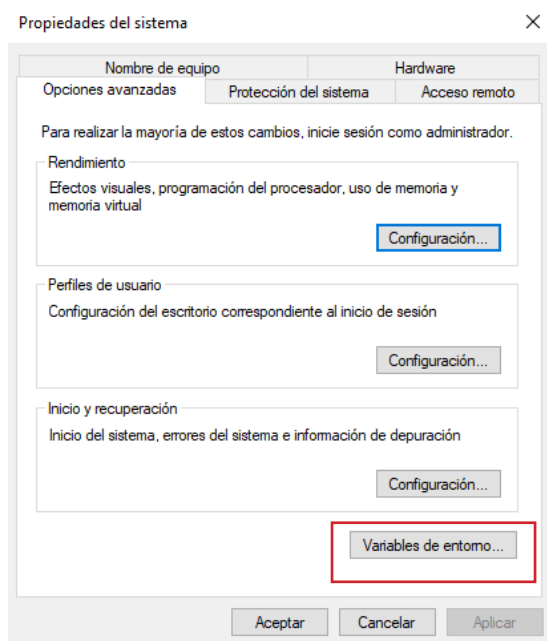 Propiedades del sistema
Nombre de equipo
Hardware
Opciones avanzadas
Protección del sistema
Acceso remoto
Para realizar la mayoría de estos cambios, inicie sesión como administrador.
Rendimiento
Efectos visuales, programación del procesador, uso de memoria y
memoria virtual
Configuración...
Perfiles de usuario
Configuración del escritorio correspondiente al inicio de sesión
Configuración...
Inicio y recuperación
Inicio del sistema, errores del sistema e información de depuración
Configuración...
Variables de entorno...
Aceptar
Cancelar
Aplicar